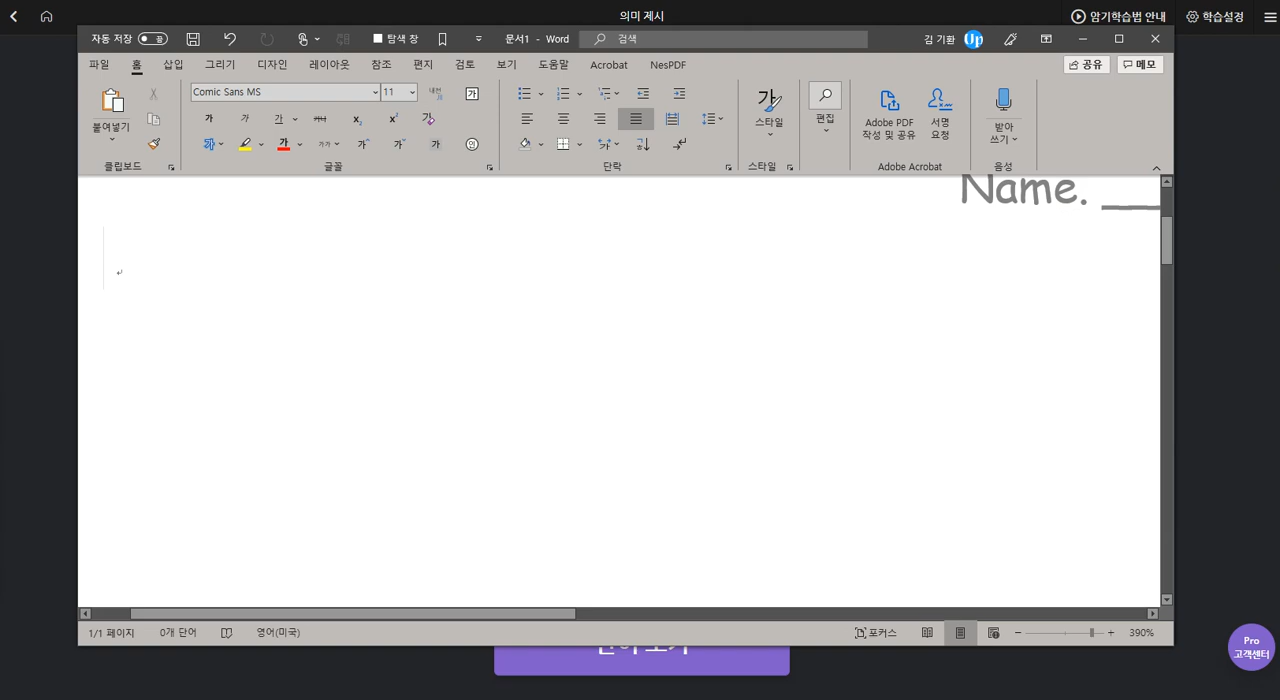 의미 제시
암기학습법 안내
학습설정
자동 저장
끔
탐색 창
문서1 - Word
검색
김 기환
Up
파일
홈
삽입
그리기
디자인
레이아웃
참조
편지
검토
보기
도움말
Acrobat
NesPDF
공유
메모
붙여넣기
클립보드
Comic Sans MS
11
글꼴
단락
스타일
스타일
편집
Adobe PDF
작성 및 공유
서명
요청
Adobe Acrobat
받아
쓰기
음성
Name. ____
1/1 페이지
0개 단어
영어(미국)
포커스
390%
Pro
고객센터